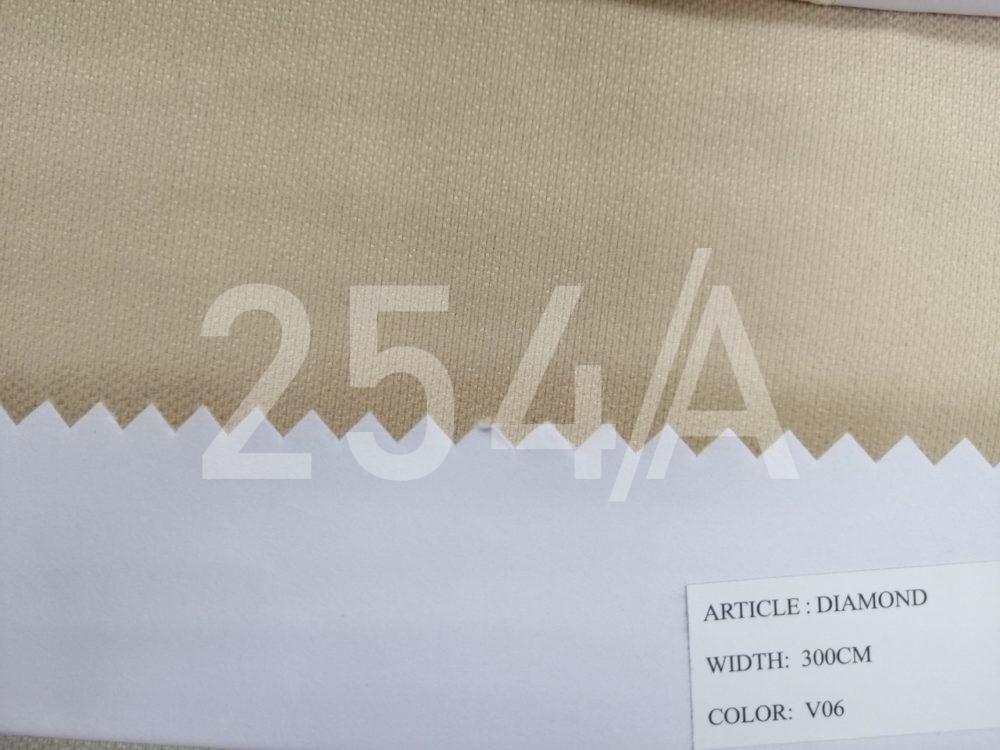 254/A
ARTICLE : DIAMOND
WIDTH: 300CM
COLOR: V06